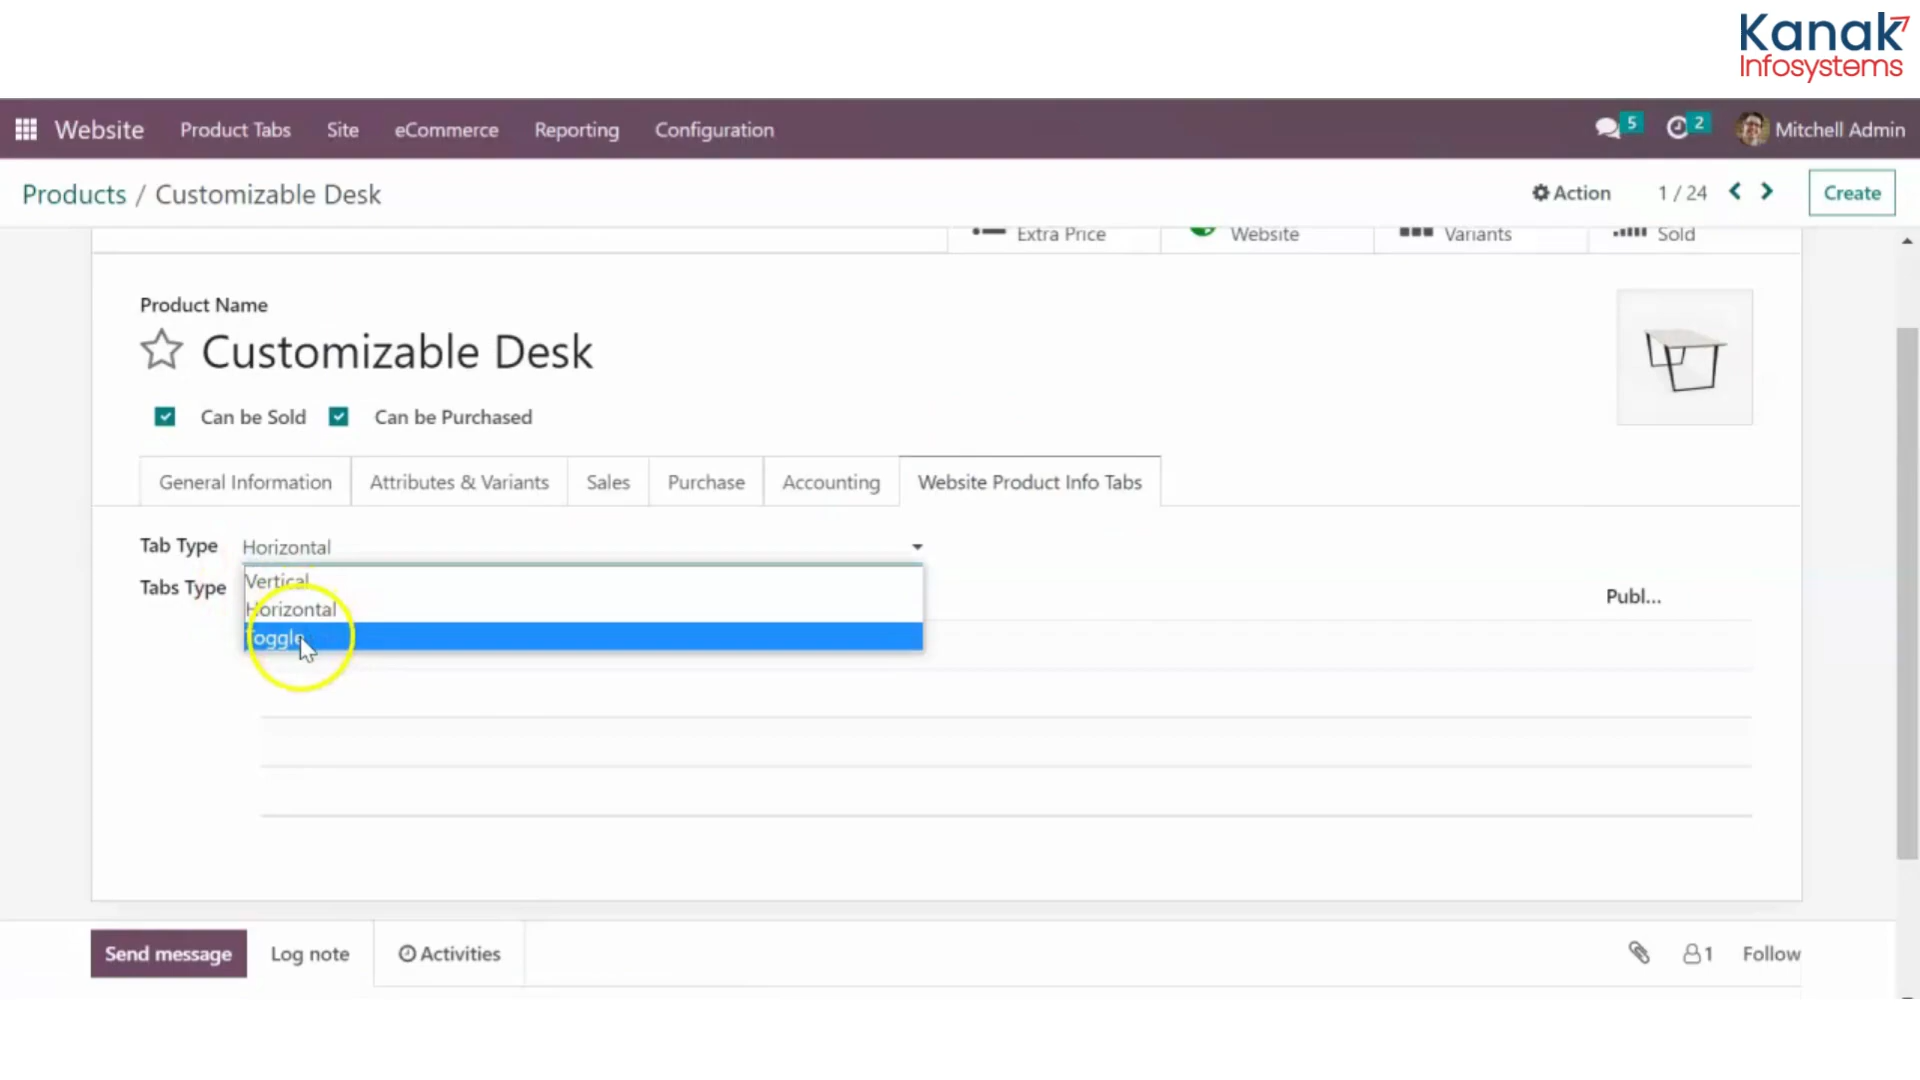 Kanak
Infosystems
Website Product Tabs Site eCommerce Reporting Configuration 5 2 Mitchell Admin
Products / Customizable Desk Action 1 / 24 Create
Extra Price Website Variants Sold
Product Name
Customizable Desk
Can be Sold Can be Purchased
General Information Attributes & Variants Sales Purchase Accounting Website Product Info Tabs
Tab Type Horizontal
Vertical
Tabs Type Publ...
Horizontal
Toggle
Send message Log note Activities 1 Follow